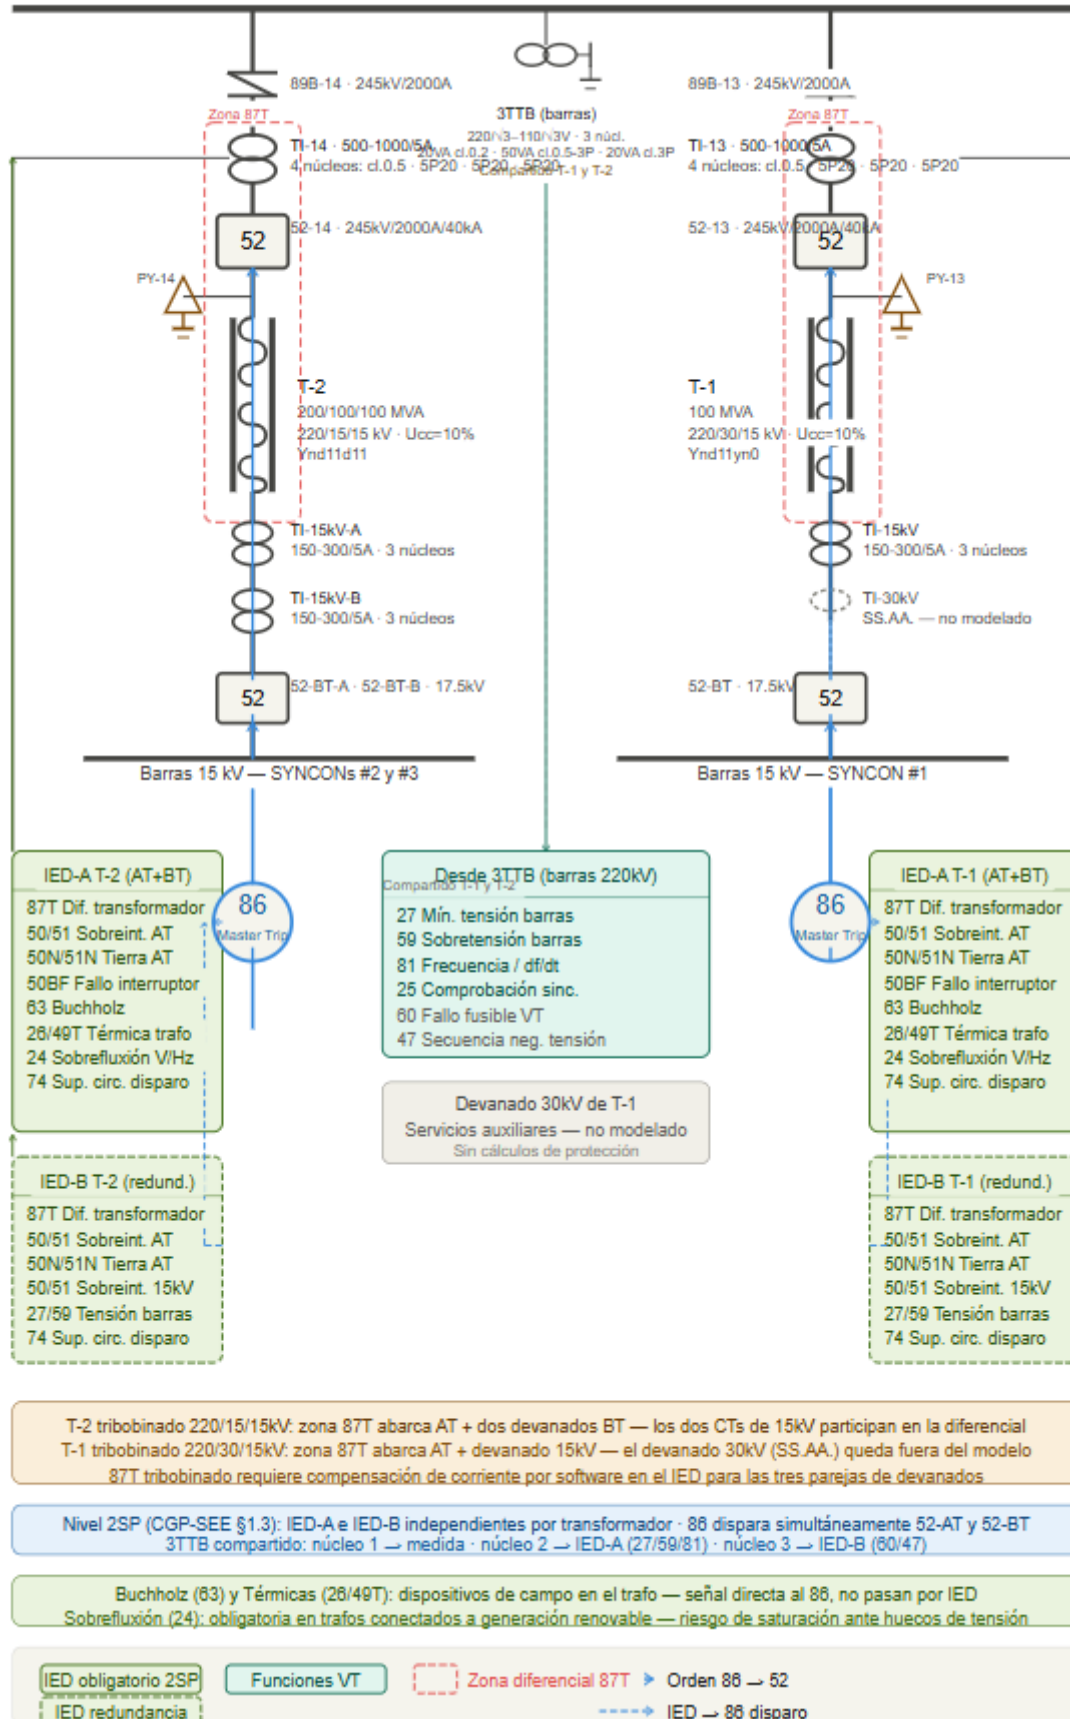 89B-14 · 245kV/2000A
89B-13 · 245kV/2000A
Zona 87T
3TTB (barras)
Zona 87T
220/√3–110/√3V · 3 núcl.
TI-14 · 500-1000/5A
20VA cl.0.2 · 50VA cl.0.5-3P · 20VA cl.3P
TI-13 · 500-1000/5A
4 núcleos: cl.0.5 · 5P20 · 5P20 · 5P20
Compartido T-1 y T-2
4 núcleos: cl.0.5 · 5P20 · 5P20 · 5P20
52-14 · 245kV/2000A/40kA
52-13 · 245kV/2000A/40kA
52
52
PY-14
PY-13
T-2
200/100/100 MVA
220/15/15 kV · Ucc=10%
Ynd11d11
T-1
100 MVA
220/30/15 kV · Ucc=10%
Ynd11yn0
TI-15kV-A
150-300/5A · 3 núcleos
TI-15kV
150-300/5A · 3 núcleos
TI-15kV-B
150-300/5A · 3 núcleos
TI-30kV
SS.AA. — no modelado
52-BT-A · 52-BT-B · 17.5kV
52
52-BT · 17.5kV
52
Barras 15 kV — SYNCONs #2 y #3
Barras 15 kV — SYNCON #1
IED-A T-2 (AT+BT)
87T Dif. transformador
50/51 Sobreint. AT
50N/51N Tierra AT
50BF Fallo interruptor
63 Buchholz
26/49T Térmica trafo
24 Sobrefluxión V/Hz
74 Sup. circ. disparo
86
Master Trip
Desde 3TTB (barras 220kV)
Compartido T-1 y T-2
27 Mín. tensión barras
59 Sobretensión barras
81 Frecuencia / df/dt
25 Comprobación sinc.
60 Fallo fusible VT
47 Secuencia neg. tensión
86
Master Trip
IED-A T-1 (AT+BT)
87T Dif. transformador
50/51 Sobreint. AT
50N/51N Tierra AT
50BF Fallo interruptor
63 Buchholz
26/49T Térmica trafo
24 Sobrefluxión V/Hz
74 Sup. circ. disparo
Devanado 30kV de T-1
Servicios auxiliares — no modelado
Sin cálculos de protección
IED-B T-2 (redund.)
87T Dif. transformador
50/51 Sobreint. AT
50N/51N Tierra AT
50/51 Sobreint. 15kV
27/59 Tensión barras
74 Sup. circ. disparo
IED-B T-1 (redund.)
87T Dif. transformador
50/51 Sobreint. AT
50N/51N Tierra AT
50/51 Sobreint. 15kV
27/59 Tensión barras
74 Sup. circ. disparo
T-2 tribobinado 220/15/15kV: zona 87T abarca AT + dos devanados BT — los dos CTs de 15kV participan en la diferencial
T-1 tribobinado 220/30/15kV: zona 87T abarca AT + devanado 15kV — el devanado 30kV (SS.AA.) queda fuera del modelo
87T tribobinado requiere compensación de corriente por software en el IED para las tres parejas de devanados
Nivel 2SP (CGP-SEE §1.3): IED-A e IED-B independientes por transformador · 86 dispara simultáneamente 52-AT y 52-BT
3TTB compartido: núcleo 1 → medida · núcleo 2 → IED-A (27/59/81) · núcleo 3 → IED-B (60/47)
Buchholz (63) y Térmicas (26/49T): dispositivos de campo en el trafo — señal directa al 86, no pasan por IED
Sobrefluxión (24): obligatoria en trafos conectados a generación renovable — riesgo de saturación ante huecos de tensión
IED obligatorio 2SP
Funciones VT
Zona diferencial 87T
Orden 86 → 52
IED redundancia
IED → 86 disparo